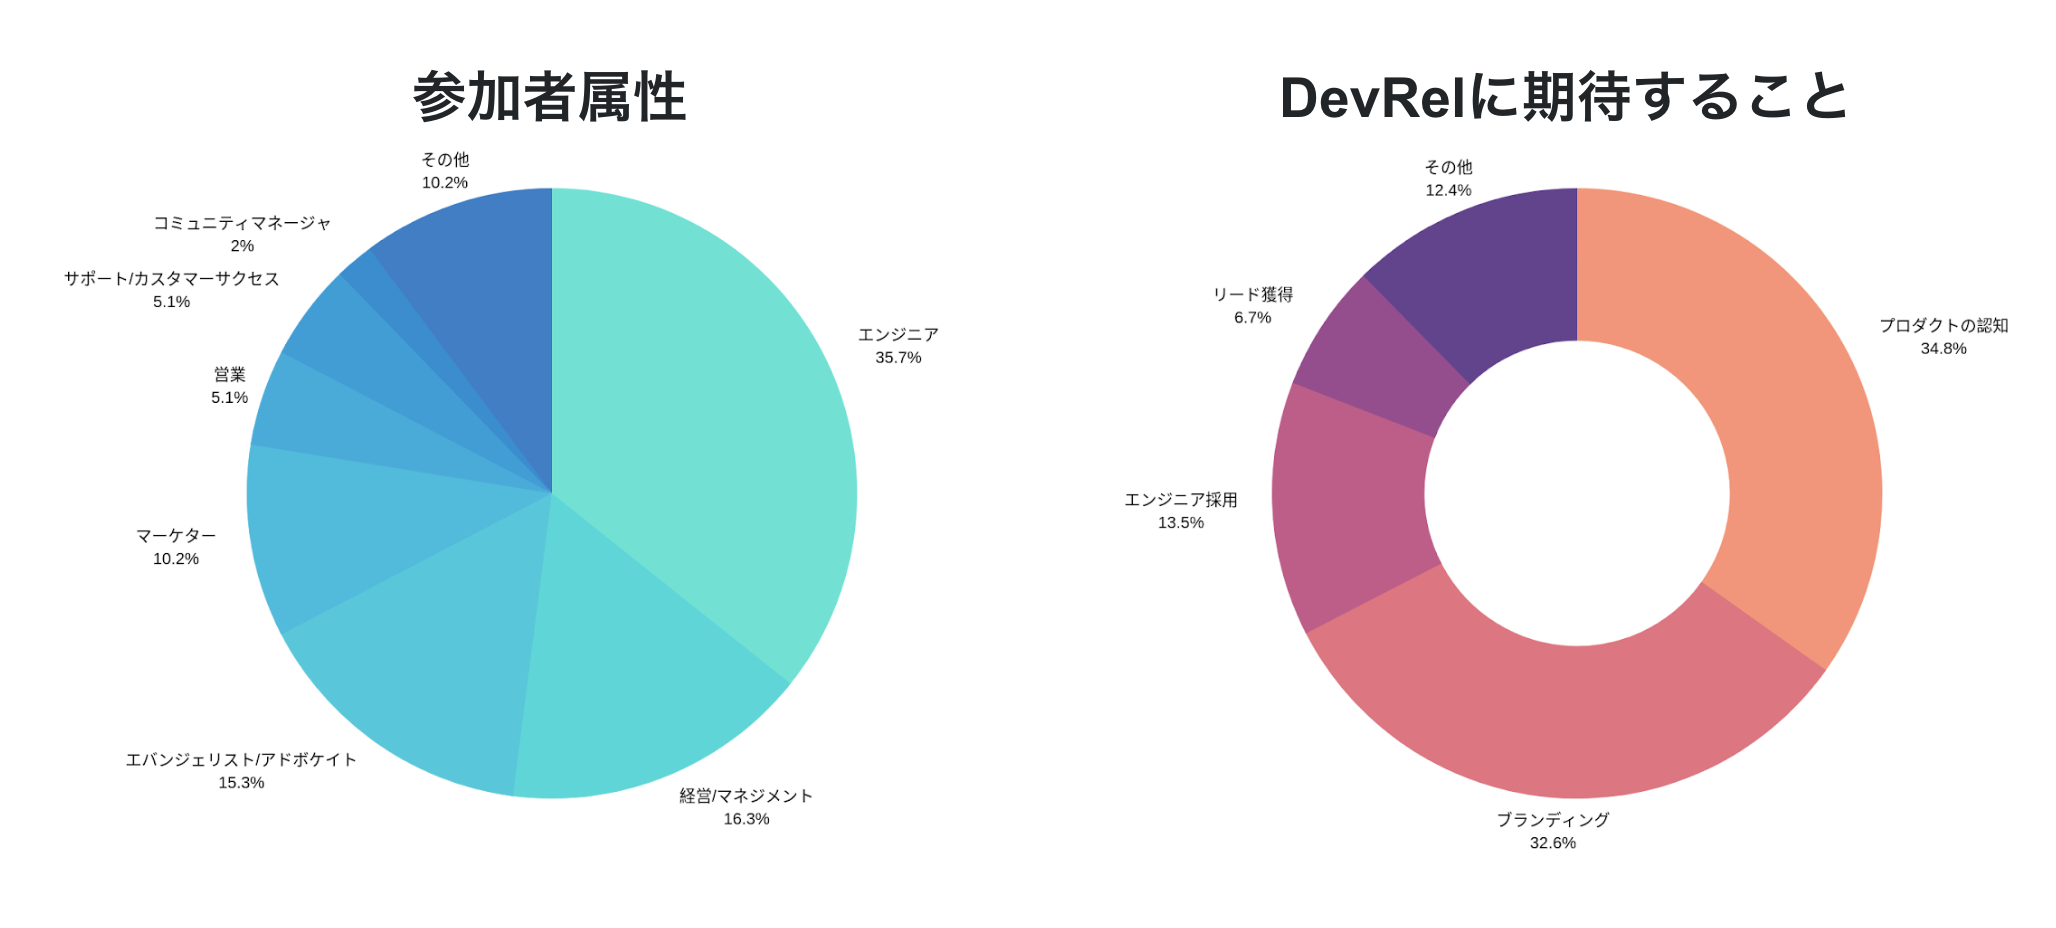 参加者属性
その他
10.2%
コミュニティマネージャ
2%
サポート/カスタマーサクセス
5.1%
営業
5.1%
マーケター
10.2%
エバンジェリスト/アドボケイト
15.3%
経営/マネジメント
16.3%
エンジニア
35.7%
DevRelに期待すること
その他
12.4%
リード獲得
6.7%
エンジニア採用
13.5%
ブランディング
32.6%
プロダクトの認知
34.8%